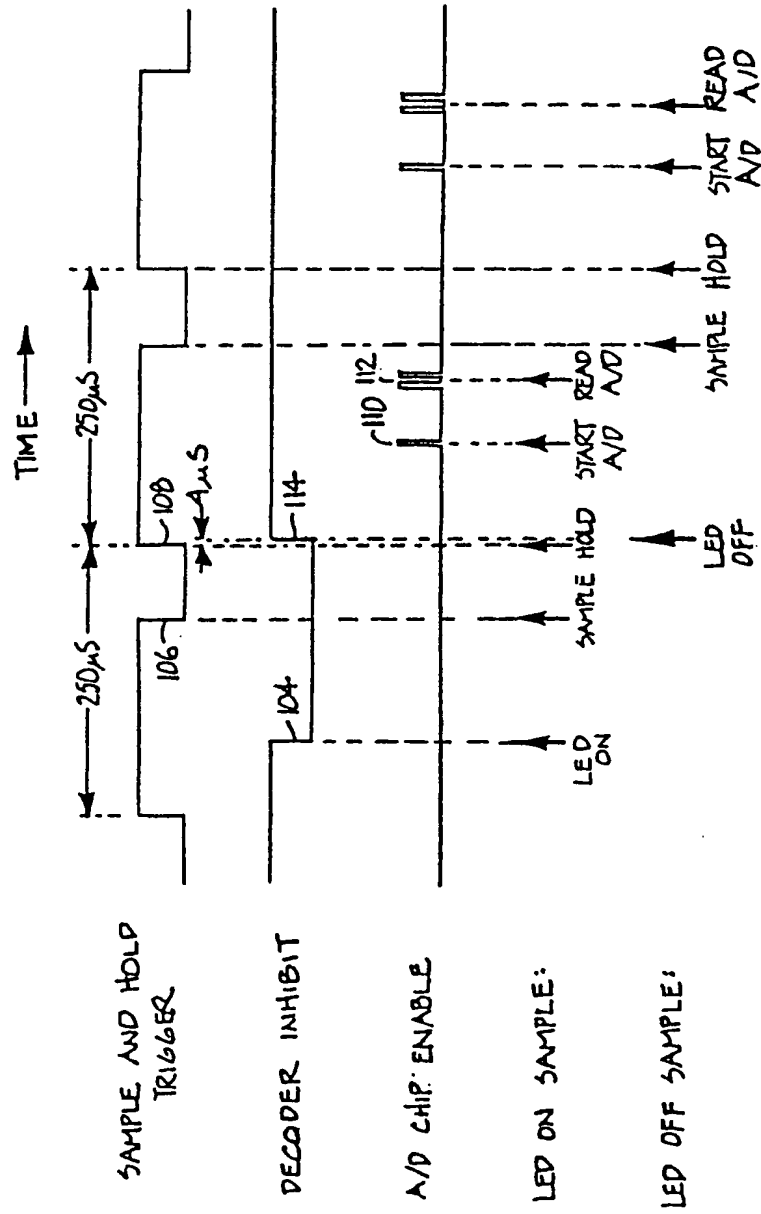 TIME
250µS
250µS
SAMPLE AND HOLD
TRIGGER
106
108
4µS
DECODER INHIBIT
104
114
A/D CHIP ENABLE
110
112
LED ON SAMPLE:
LED
ON
SAMPLE
HOLD
START
A/D
READ
A/D
LED OFF SAMPLE:
LED
OFF
SAMPLE
HOLD
START
A/D
READ
A/D